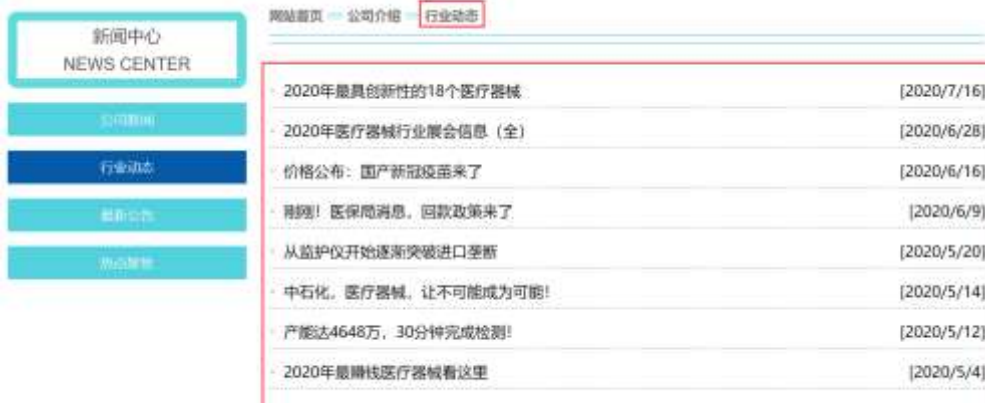 网站首页 公司介绍 行业动态
新闻中心
NEWS CENTER
公司新闻
行业动态
最新公告
2020年最具创新性的18个医疗器械 [2020/7/16]
2020年医疗器械行业展会信息（全） [2020/6/28]
价格公布：国产新冠疫苗来了 [2020/6/16]
刚刚！医保局消息，回款政策来了 [2020/6/9]
从监护仪开始逐渐突破进口垄断 [2020/5/20]
中石化，医疗器械，让不可能成为可能！ [2020/5/14]
产能达4648万，30分钟完成检测！ [2020/5/12]
2020年最赚钱医疗器械看这里 [2020/5/4]